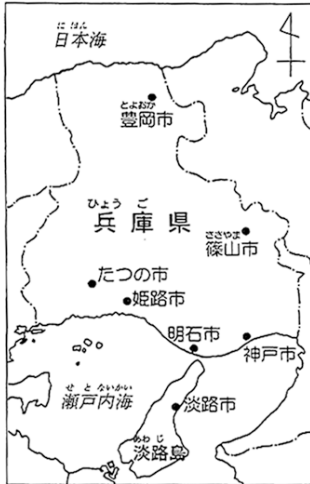 にほん
日本海
とよおか
豊岡市
ひょうご
兵庫県
ささやま
篠山市
たつの市
姫路市
明石市
神戸市
せとないかい
瀬戸内海
淡路市
あわじ
淡路島